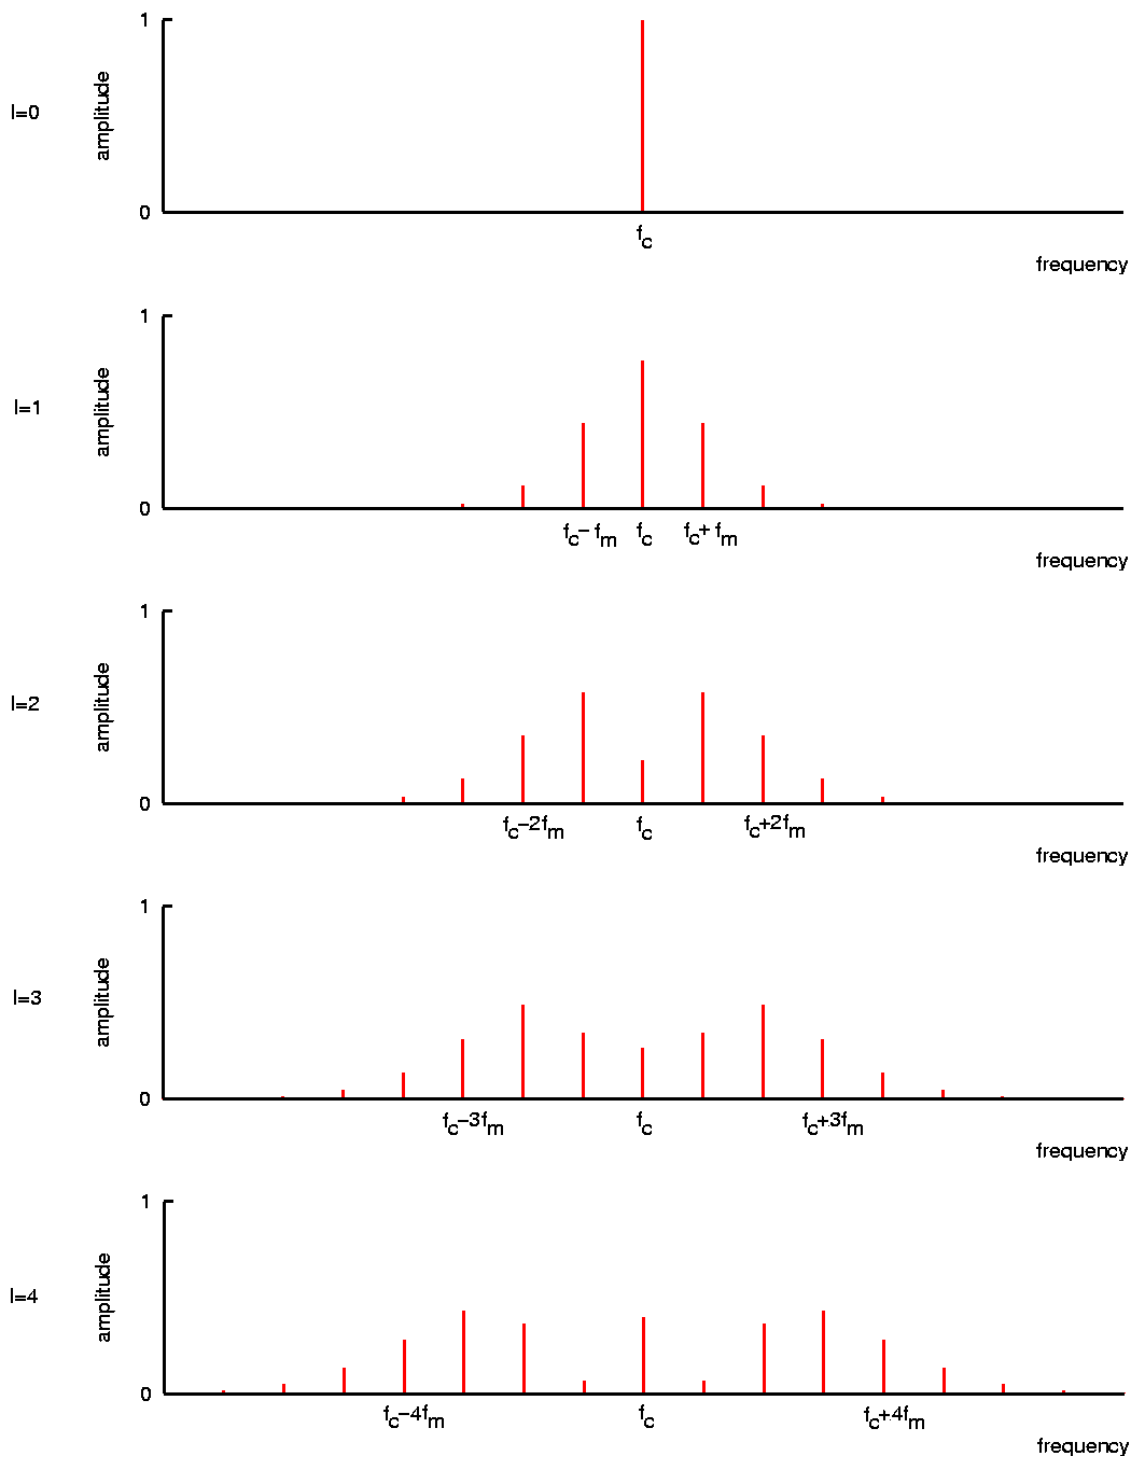 1
amplitude
I=0
0
fc
frequency
1
amplitude
I=1
0
fc− fm fc fc+ fm
frequency
1
amplitude
I=2
0
fc−2fm fc fc+2fm
frequency
1
amplitude
I=3
0
fc−3fm fc fc+3fm
frequency
1
amplitude
I=4
0
fc−4fm fc fc+4fm
frequency